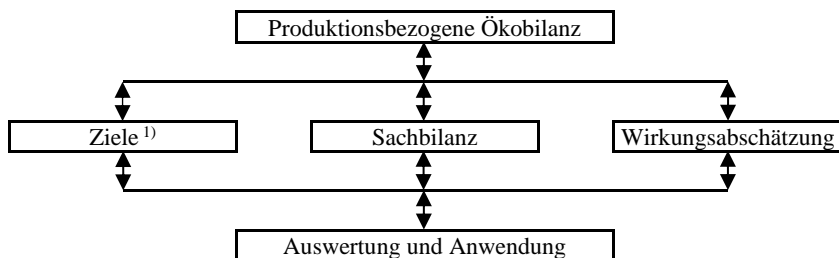 Produktionsbezogene Ökobilanz
Ziele 1)
Sachbilanz
Wirkungsabschätzung
Auswertung und Anwendung